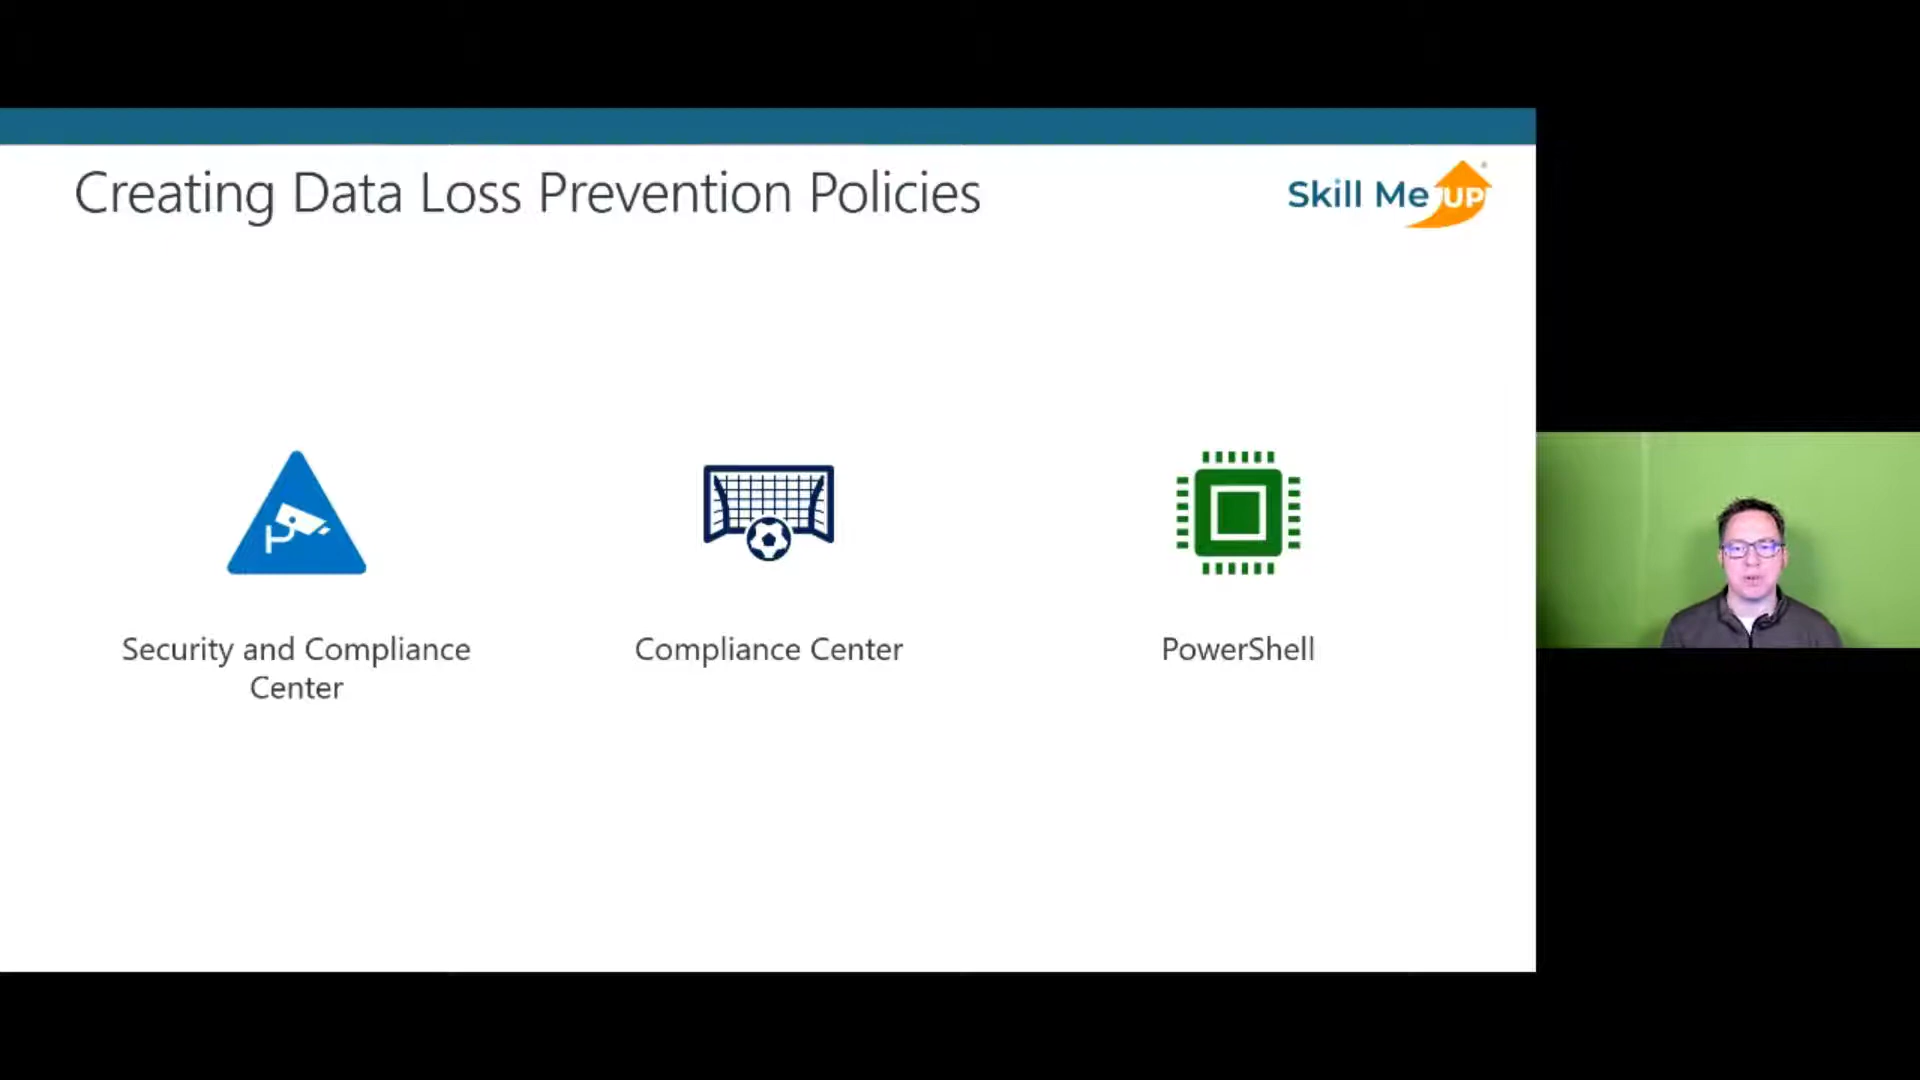 Creating Data Loss Prevention Policies
Skill Me UP
Security and Compliance
Center
Compliance Center
PowerShell